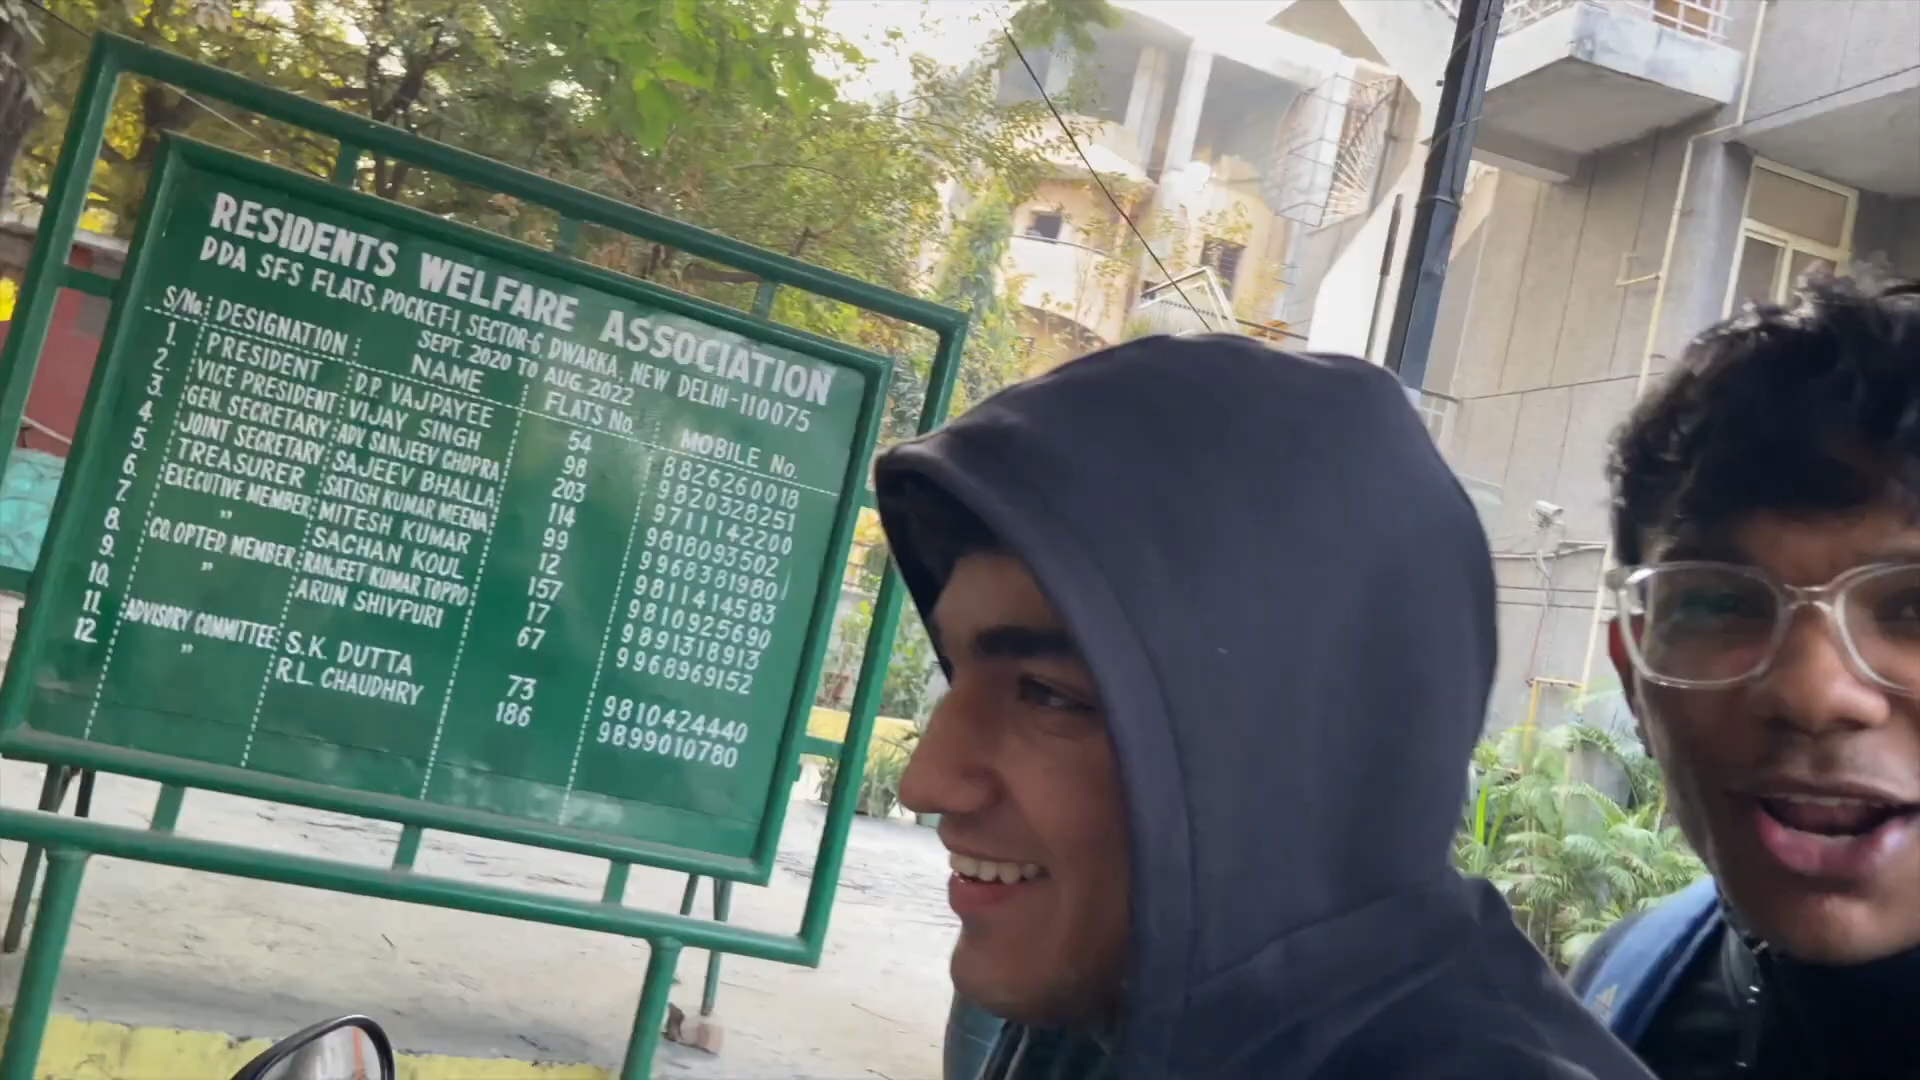 RESIDENTS WELFARE ASSOCIATION
DDA SFS FLATS, POCKET-1, SECTOR-6, DWARKA, NEW DELHI-110075
SEPT. 2020 TO AUG. 2022
S/No. DESIGNATION NAME FLATS No. MOBILE No.
1. PRESIDENT D.P. VAJPAYEE 54 8826260018
2. VICE PRESIDENT VIJAY SINGH 98 9820328251
3. GEN. SECRETARY ADV. SANJEEV CHOPRA 203 9711142200
4. JOINT SECRETARY SAJEEV BHALLA 114 9818093502
5. TREASURER SATISH KUMAR MEENA 99 9968381980
6. EXECUTIVE MEMBER MITESH KUMAR 12 9811414583
7. " SACHAN KOUL 157 9810925690
8. CO.OPTED MEMBER RANJEET KUMAR TOPPO 17 9891318913
9. " ARUN SHIVPURI 67 9968969152
10.
11. ADVISORY COMMITTEE S.K. DUTTA 73 9810424440
12. " R.L. CHAUDHRY 186 9899010780